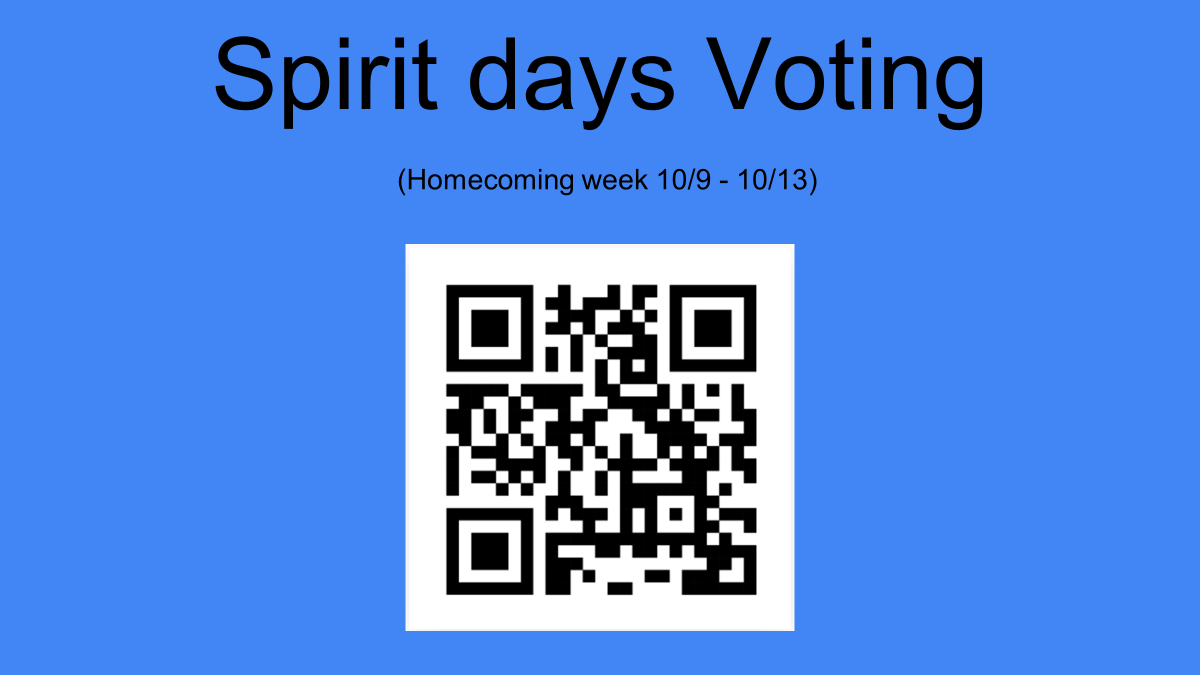 Spirit days Voting
(Homecoming week 10/9 - 10/13)